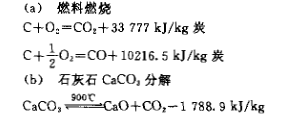 (a) 燃料燃烧
C+O₂=CO₂+33 777 kJ/kg 炭
C+½O₂=CO+10216.5 kJ/kg 炭
(b) 石灰石 CaCO₃ 分解
CaCO₃ ⇌ 900℃ CaO+CO₂−1 788.9 kJ/kg